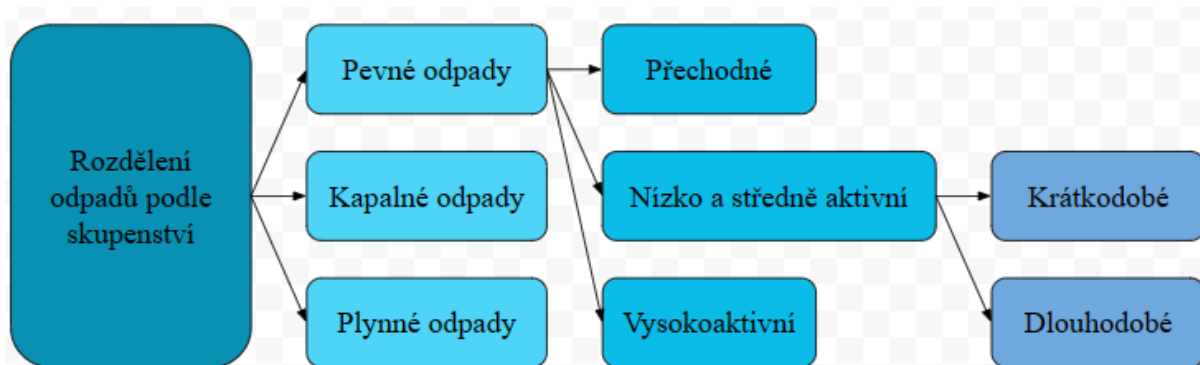 Rozdělení
odpadů podle
skupenství
Pevné odpady
Kapalné odpady
Plynné odpady
Přechodné
Nízko a středně aktivní
Vysokoaktivní
Krátkodobé
Dlouhodobé